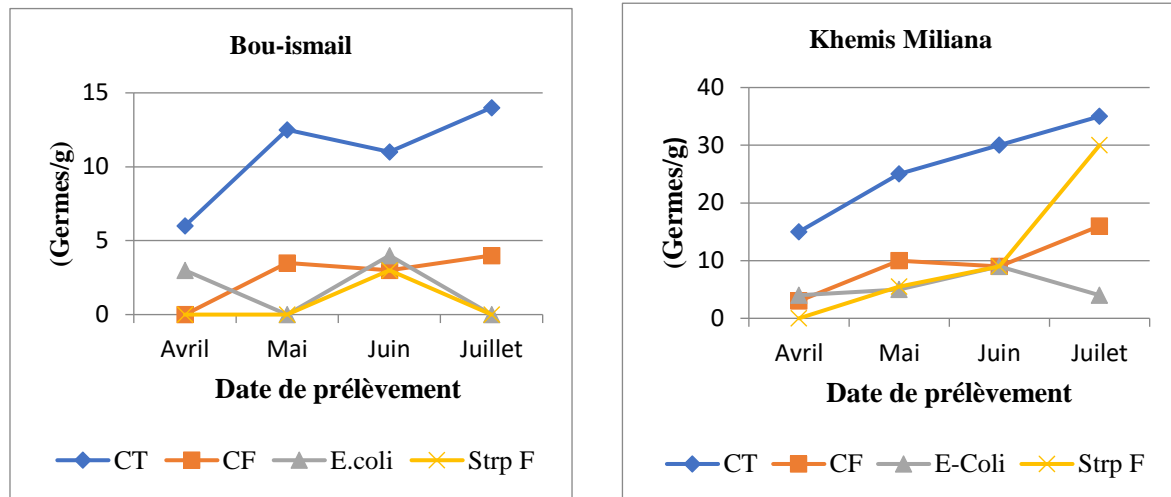 Bou-ismail
(Germes/g)
15
10
5
0
Avril Mai Juin Juillet
Date de prélèvement
CT CF E.coli Strp F
Khemis Miliana
(Germes/g)
40
30
20
10
0
Avril Mai Juin Juilet
Date de prélèvement
CT CF E-Coli Strp F